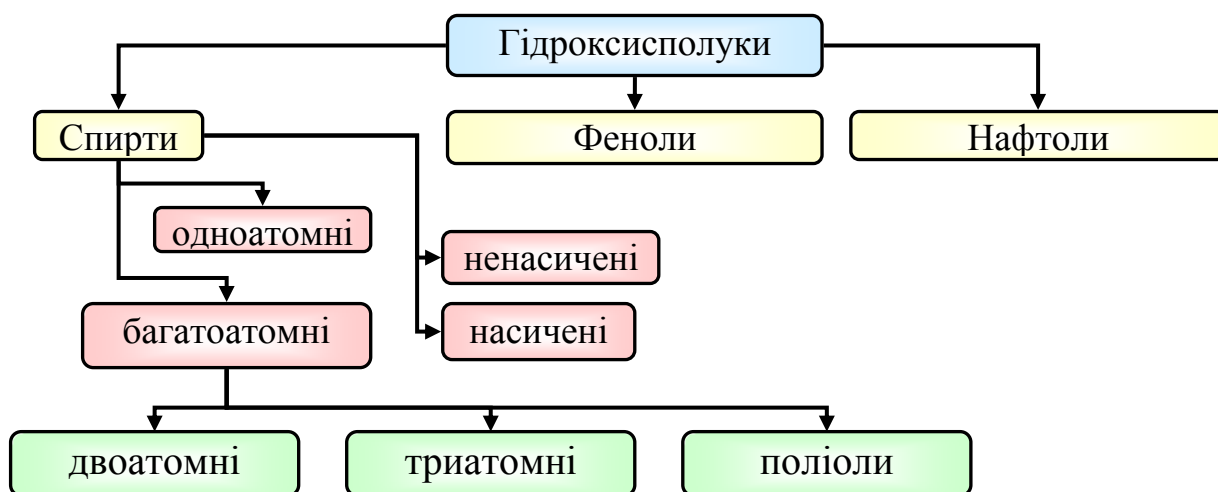 Гідроксисполуки
Спирти
Феноли
Нафтоли
одноатомні
ненасичені
багатоатомні
насичені
двоатомні
триатомні
поліоли